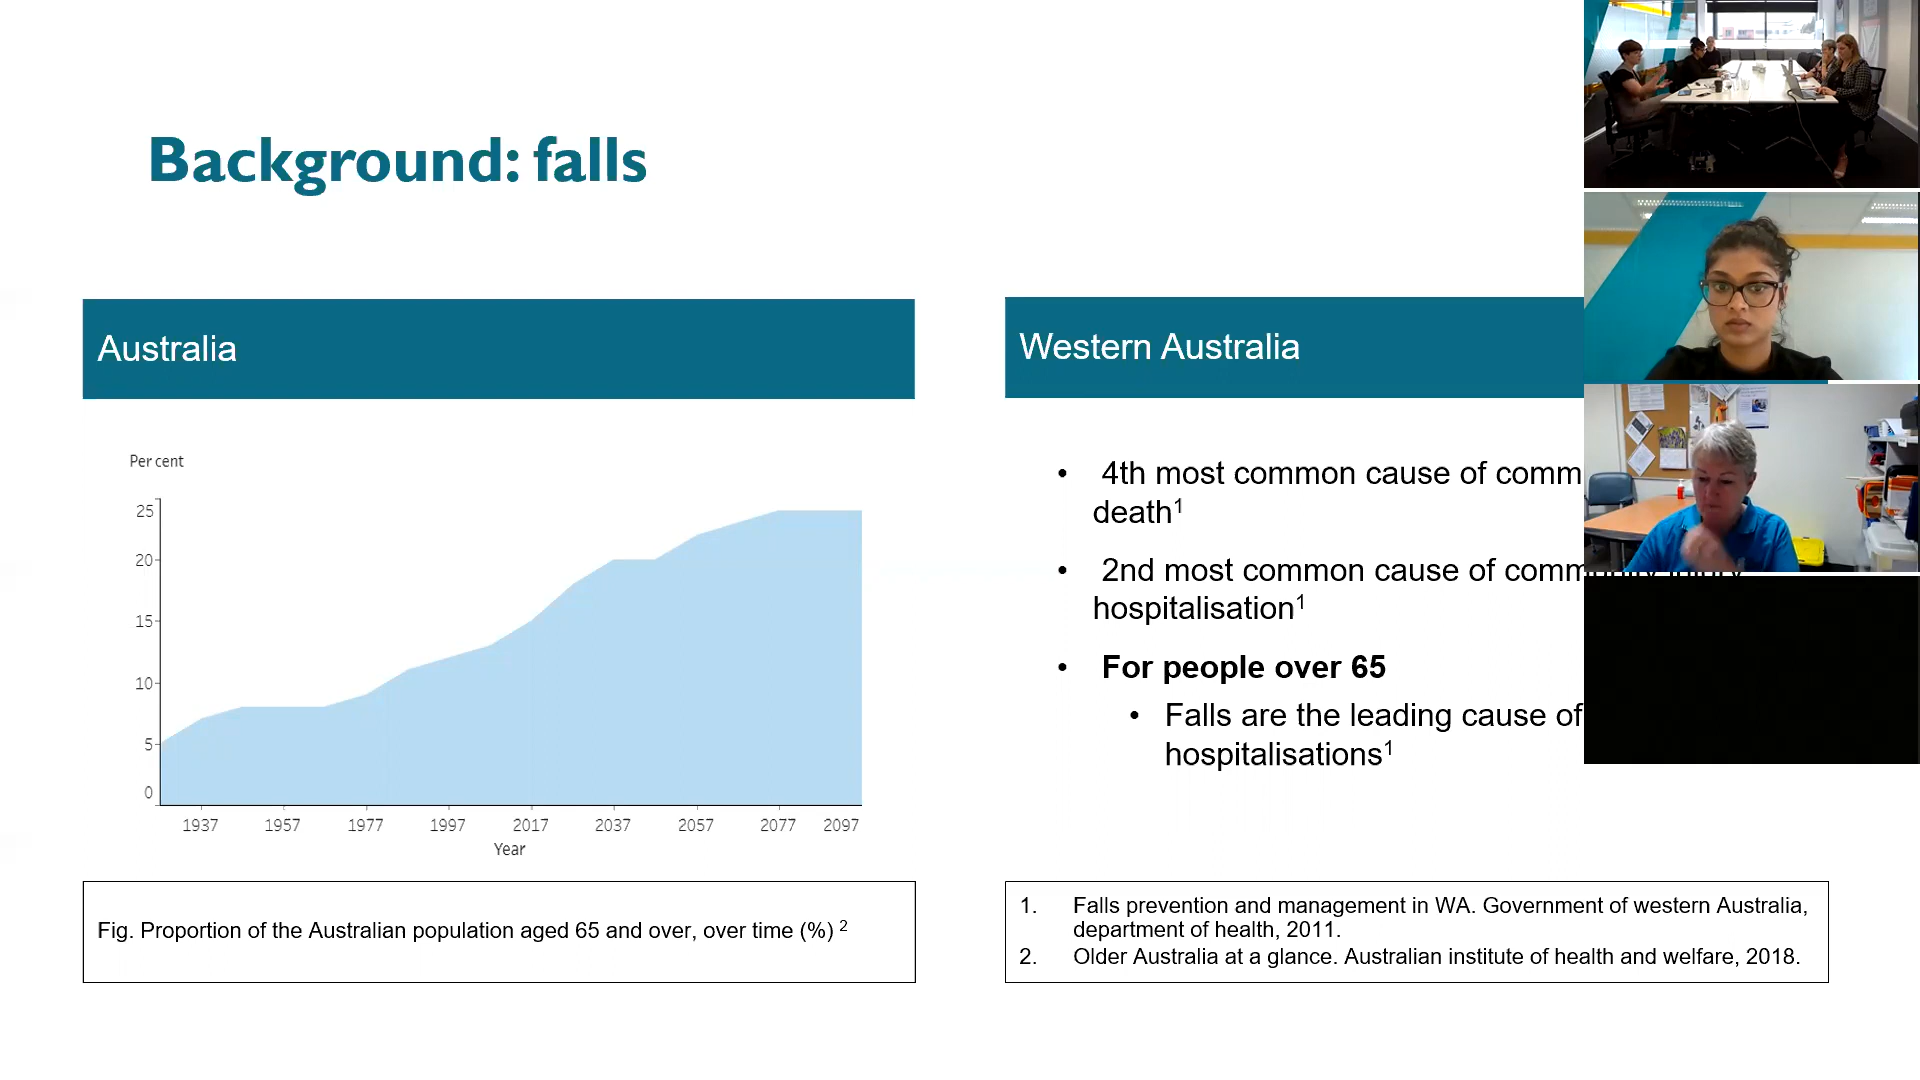 Background: falls
Australia
Per cent
25
20
15
10
5
0
1937 1957 1977 1997 2017 2037 2057 2077 2097
Year
Fig. Proportion of the Australian population aged 65 and over, over time (%) 2
Western Australia
• 4th most common cause of comm
death1
• 2nd most common cause of community injury
hospitalisation1
• For people over 65
• Falls are the leading cause of
hospitalisations1
1. Falls prevention and management in WA. Government of western Australia,
department of health, 2011.
2. Older Australia at a glance. Australian institute of health and welfare, 2018.